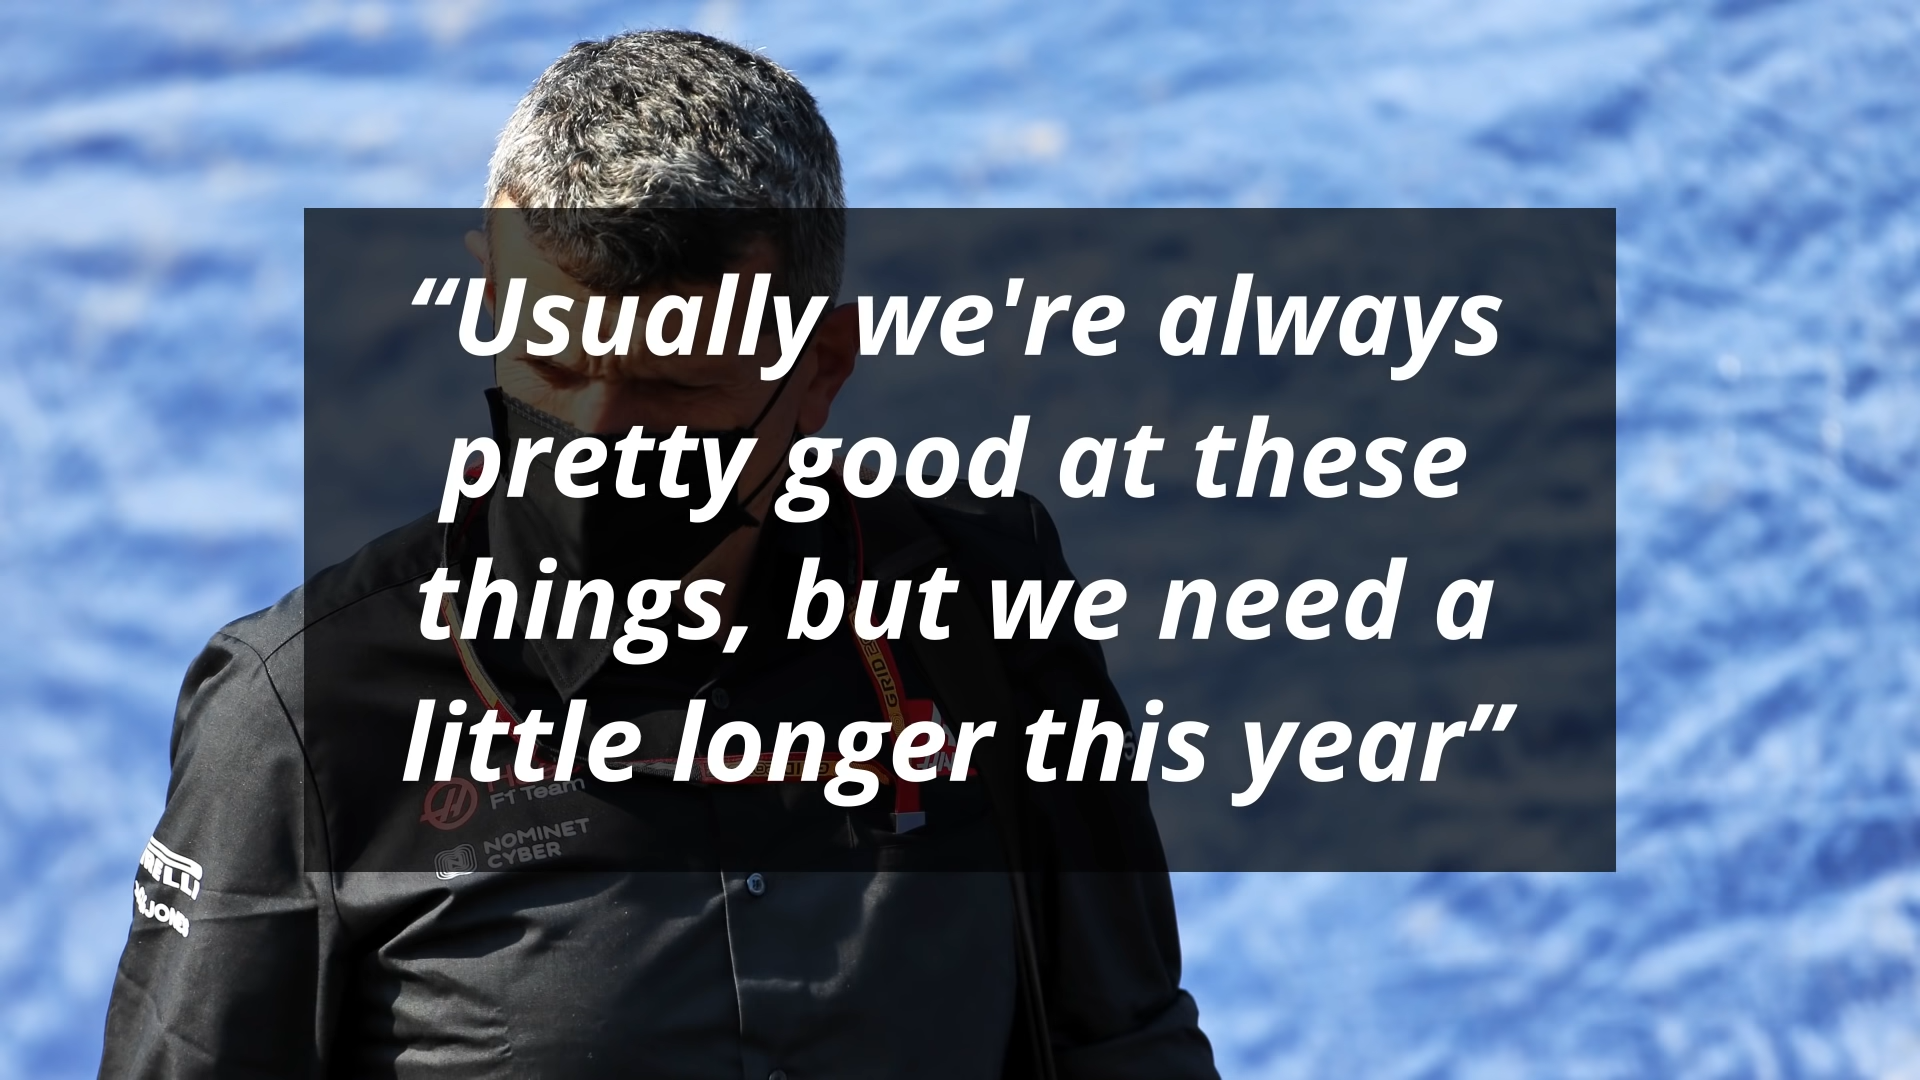 “Usually we're always
pretty good at these
things, but we need a
little longer this year”
F1 Team
NOMINET
CYBER
GRID